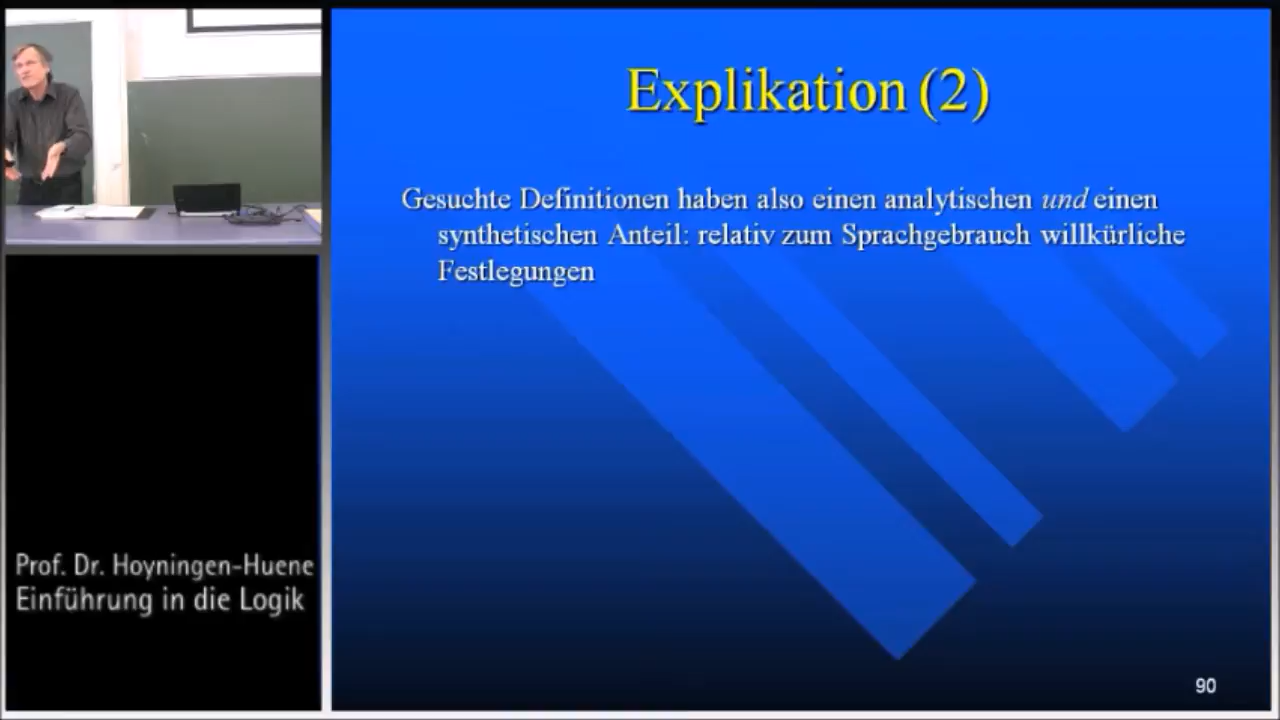 Explikation (2)
Gesuchte Definitionen haben also einen analytischen und einen
synthetischen Anteil: relativ zum Sprachgebrauch willkürliche
Festlegungen
Prof. Dr. Hoyningen-Huene
Einführung in die Logik
90